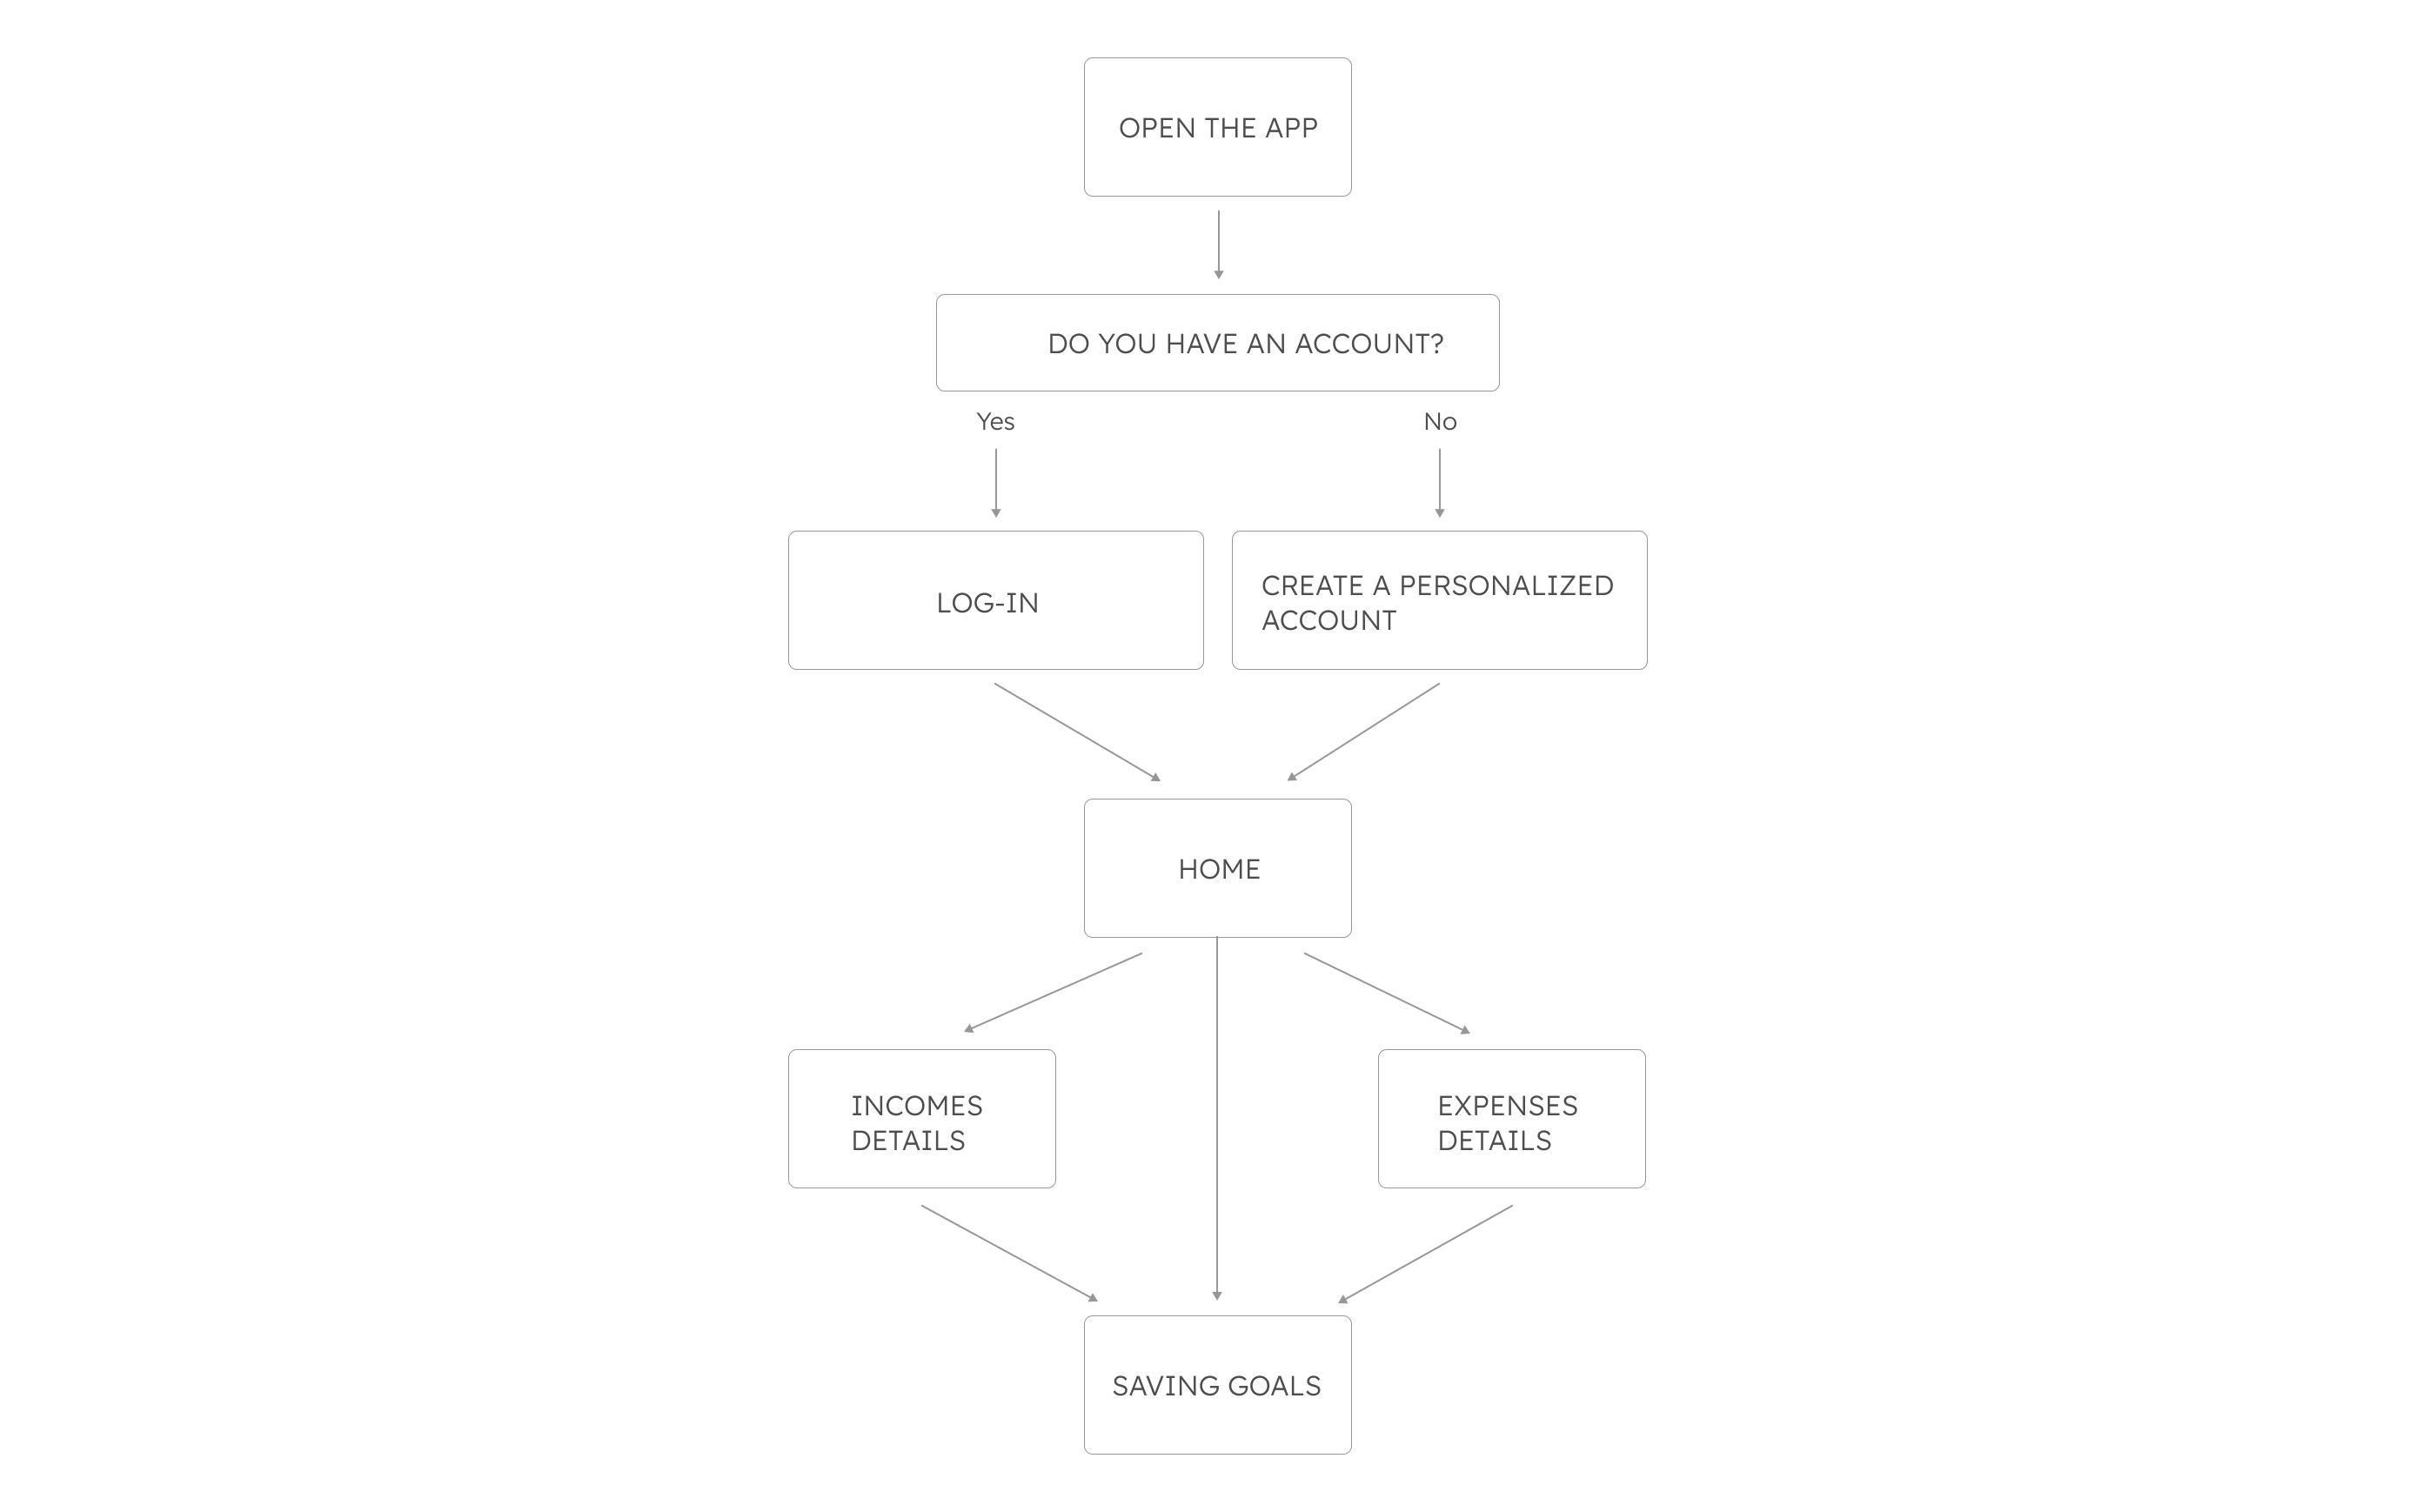 OPEN THE APP
DO YOU HAVE AN ACCOUNT?
Yes
No
LOG-IN
CREATE A PERSONALIZED
ACCOUNT
HOME
INCOMES
DETAILS
EXPENSES
DETAILS
SAVING GOALS